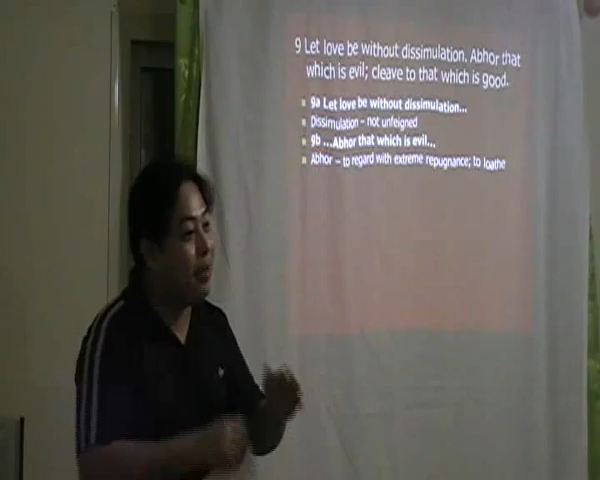 9 Let love be without dissimulation. Abhor that
which is evil; cleave to that which is good.
9a Let love be without dissimulation...
Dissimulation – not unfeigned
9b ...Abhor that which is evil...
Abhor – to regard with extreme repugnance; to loathe